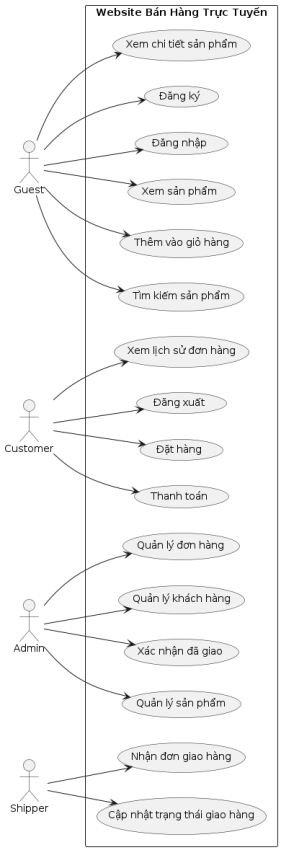 Website Bán Hàng Trực Tuyến
Xem chi tiết sản phẩm
Đăng ký
Đăng nhập
Xem sản phẩm
Thêm vào giỏ hàng
Tìm kiếm sản phẩm
Guest
Xem lịch sử đơn hàng
Đăng xuất
Đặt hàng
Thanh toán
Customer
Quản lý đơn hàng
Quản lý khách hàng
Xác nhận đã giao
Quản lý sản phẩm
Admin
Nhận đơn giao hàng
Cập nhật trạng thái giao hàng
Shipper